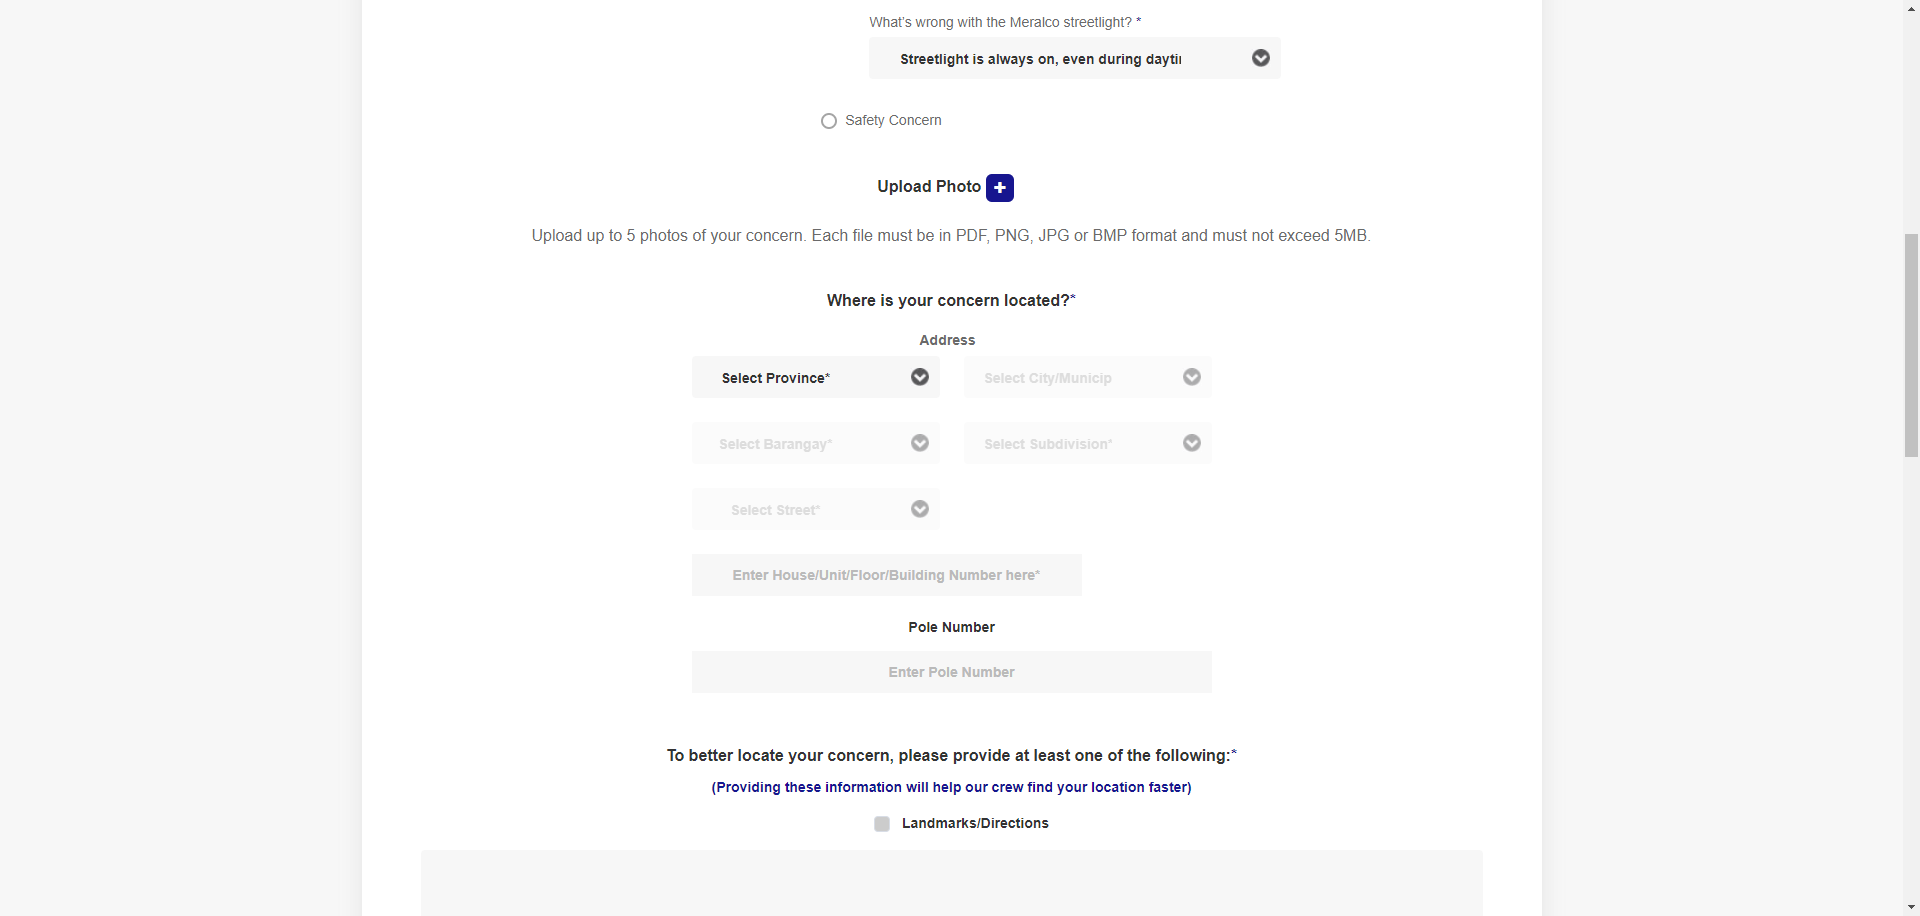 What's wrong with the Meralco streetlight? *
Streetlight is always on, even during dayti
Safety Concern
Upload Photo
Upload up to 5 photos of your concern. Each file must be in PDF, PNG, JPG or BMP format and must not exceed 5MB.
Where is your concern located?*
Address
Select Province*
Select City/Municip
Select Barangay*
Select Subdivision*
Select Street*
Enter House/Unit/Floor/Building Number here*
Pole Number
Enter Pole Number
To better locate your concern, please provide at least one of the following:*
(Providing these information will help our crew find your location faster)
Landmarks/Directions